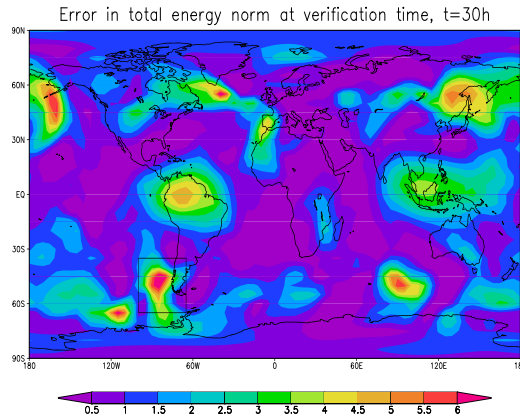 Error in total energy norm at verification time, t=30h
90N
60N
30N
EQ
30S
60S
90S
180 120W 60W 0 60E 120E 180
0.5 1 1.5 2 2.5 3 3.5 4 4.5 5 5.5 6